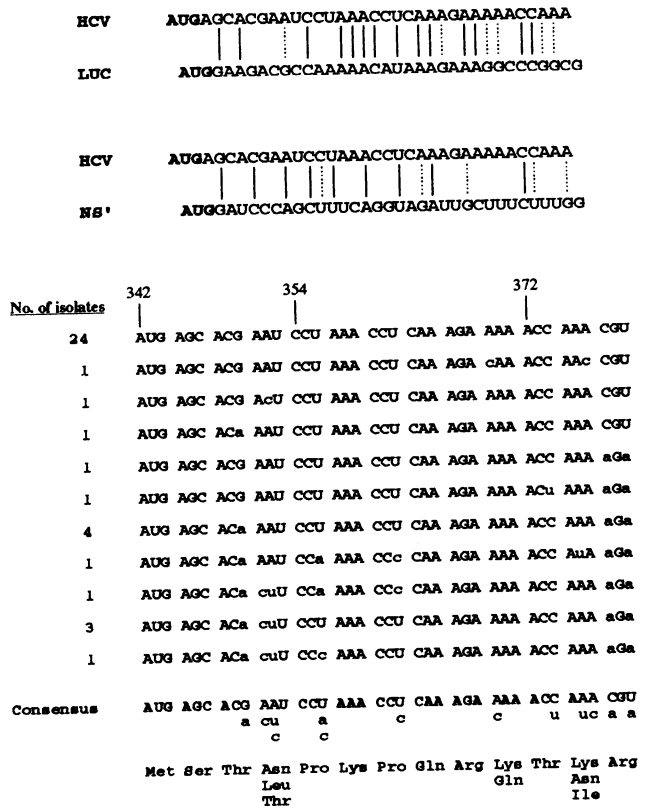 HCV AUGAGCACGAAUCCUAAACCUCAAAGAAAAACCAAA
LUC AUGGAAGACGCCAAAAACAUAAAGAAAGGCCCGGCG
HCV AUGAGCACGAAUCCUAAACCUCAAAGAAAAACCAAA
NS' AUGGAUCCCAGCUUUCAGGUAGAUUGCUUUCUUUGG
No. of isolates 342 354 372
24 AUG AGC ACG AAU CCU AAA CCU CAA AGA AAA ACC AAA CGU
1 AUG AGC ACG AAU CCU AAA CCU CAA AGA cAA ACC AAc CGU
1 AUG AGC ACG AcU CCU AAA CCU CAA AGA AAA ACC AAA CGU
1 AUG AGC ACa AAU CCU AAA CCU CAA AGA AAA ACC AAA CGU
1 AUG AGC ACG AAU CCU AAA CCU CAA AGA AAA ACC AAA aGa
1 AUG AGC ACG AAU CCU AAA CCU CAA AGA AAA ACu AAA aGa
4 AUG AGC ACa AAU CCU AAA CCU CAA AGA AAA ACC AAA aGa
1 AUG AGC ACa AAU CCa AAA CCc CAA AGA AAA ACC AuA aGa
1 AUG AGC ACa cuU CCa AAA CCc CAA AGA AAA ACC AAA aGa
3 AUG AGC ACa cuU CCU AAA CCU CAA AGA AAA ACC AAA aGa
1 AUG AGC ACa cuU CCc AAA CCU CAA AGA AAA ACC AAA aGa
Consensus AUG AGC ACG AAU CCU AAA CCU CAA AGA AAA ACC AAA CGU
a cu a c c u uc a a
c c
Met Ser Thr Asn Pro Lys Pro Gln Arg Lys Thr Lys Arg
Leu Gln Asn
Thr Ile